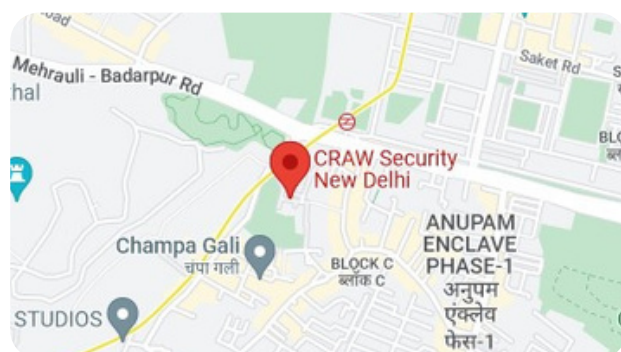 Mehrauli - Badarpur Rd
Saket Rd
CRAW Security
New Delhi
Champa Gali
चंपा गली
BLOCK C
ब्लॉक C
ANUPAM
ENCLAVE
PHASE-1
अनुपम
एंक्लेव
फेस-1
STUDIOS